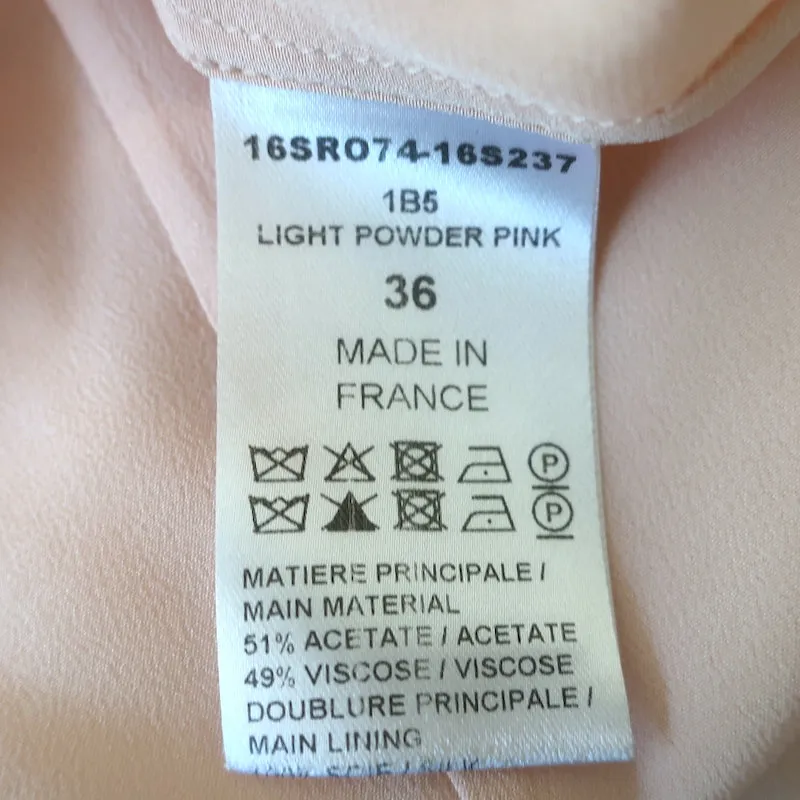 16SRO74-16S237
1B5
LIGHT POWDER PINK
36
MADE IN
FRANCE
P
P
MATIERE PRINCIPALE /
MAIN MATERIAL
51% ACETATE / ACETATE
49% VISCOSE / VISCOSE
DOUBLURE PRINCIPALE /
MAIN LINING